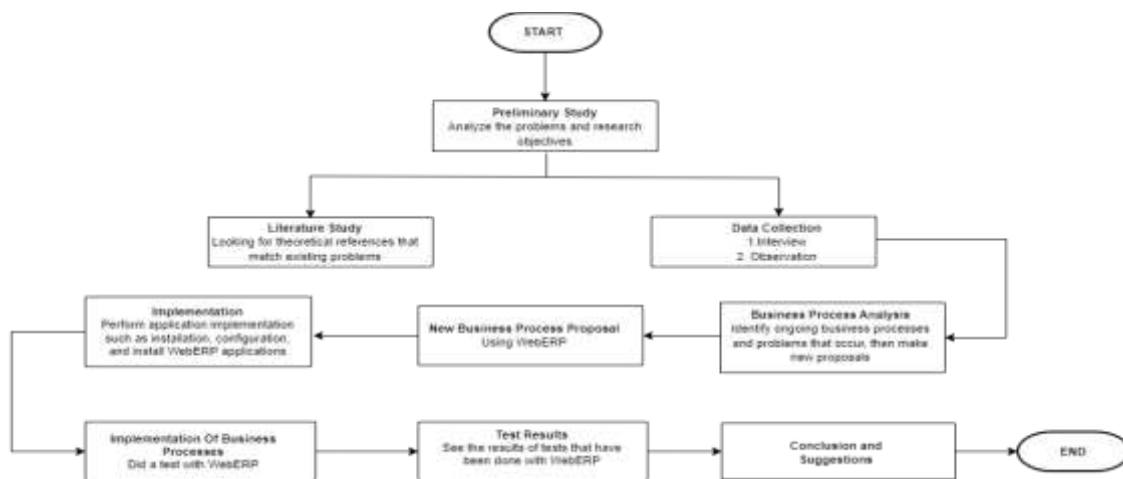 START
Preliminary Study
Analyze the problems and research
objectives
Literature Study
Looking for theoretical references that
match existing problems
Data Collection
1.Interview
2. Observation
Business Process Analysis
Identify ongoing business processes
and problems that occur, then make
new proposals
New Business Process Proposal
Using WebERP
Implementation
Perform application implementation
such as installation, configuration,
and install WebERP applications
Implementation Of Business
Processes
Did a test with WebERP
Test Results
See the results of tests that have
been done with WebERP
Conclusion and
Suggestions
END